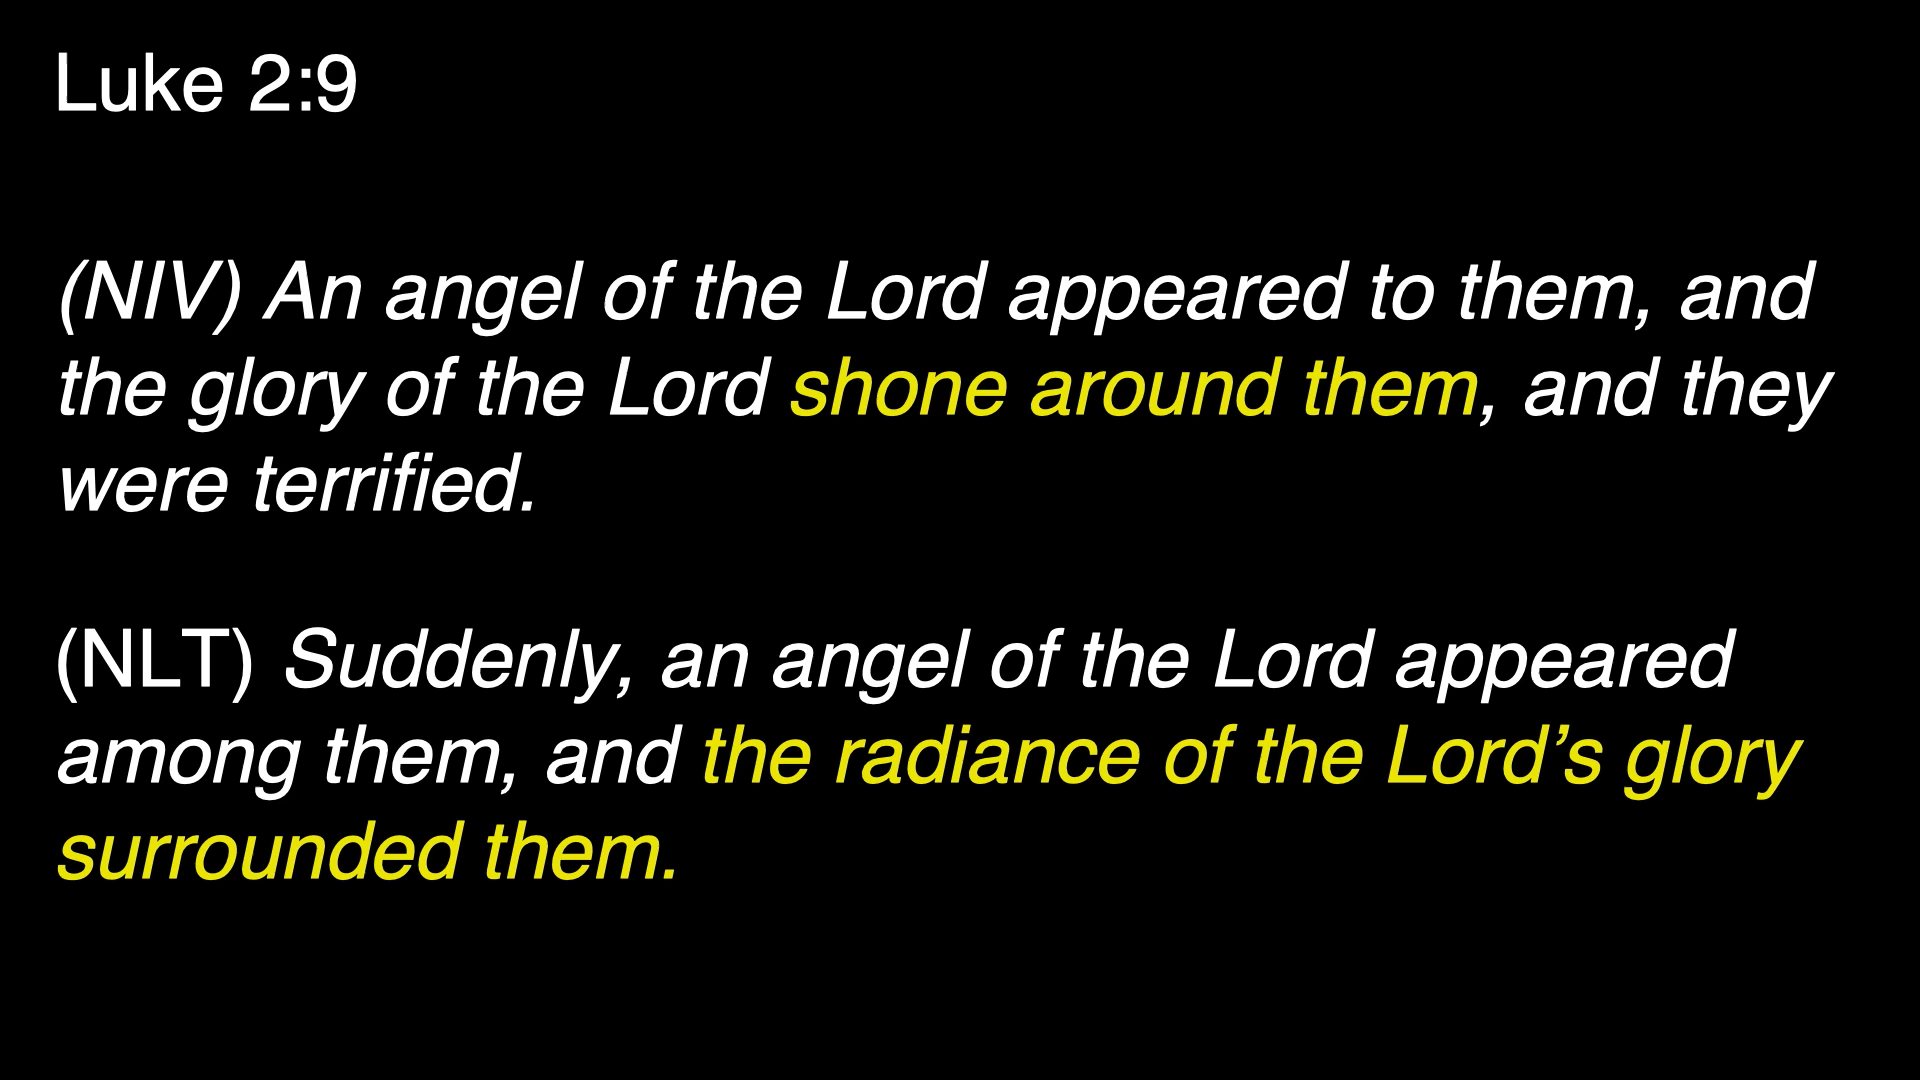 Luke 2:9
(NIV) An angel of the Lord appeared to them, and
the glory of the Lord shone around them, and they
were terrified.
(NLT) Suddenly, an angel of the Lord appeared
among them, and the radiance of the Lord’s glory
surrounded them.